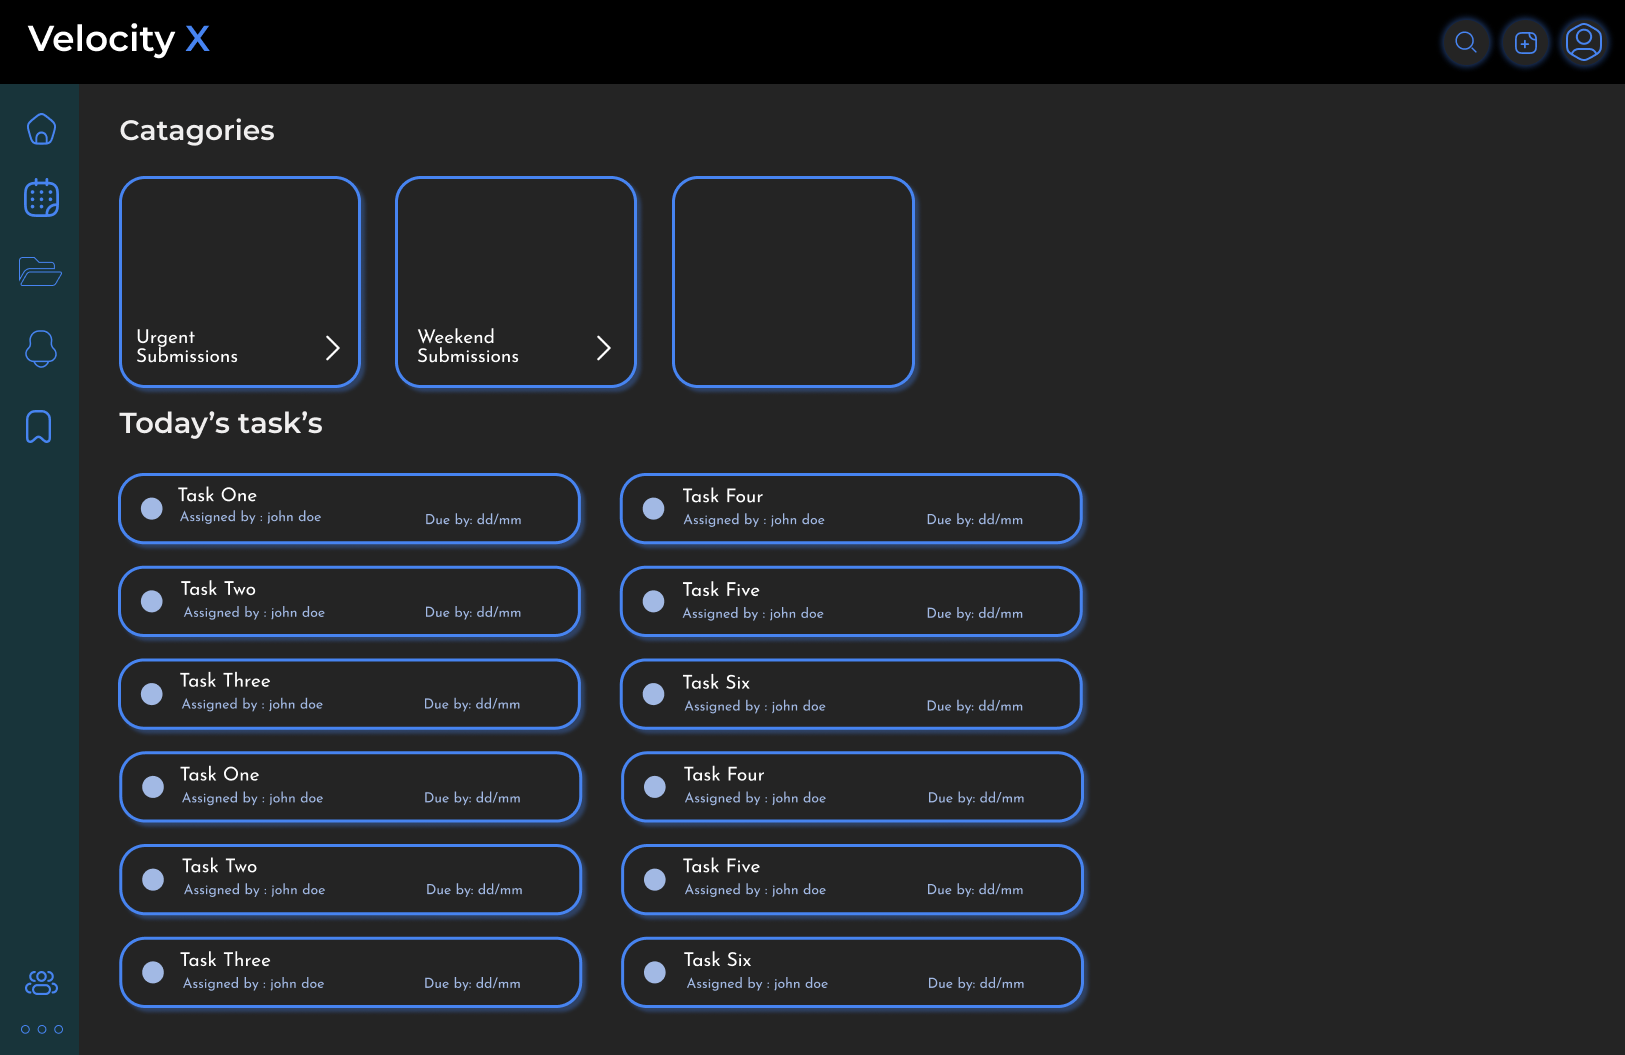 Velocity X
Catagories
Urgent
Submissions
Weekend
Submissions
Today’s task’s
Task One
Assigned by : john doe
Due by: dd/mm
Task Four
Assigned by : john doe
Due by: dd/mm
Task Two
Assigned by : john doe
Due by: dd/mm
Task Five
Assigned by : john doe
Due by: dd/mm
Task Three
Assigned by : john doe
Due by: dd/mm
Task Six
Assigned by : john doe
Due by: dd/mm
Task One
Assigned by : john doe
Due by: dd/mm
Task Four
Assigned by : john doe
Due by: dd/mm
Task Two
Assigned by : john doe
Due by: dd/mm
Task Five
Assigned by : john doe
Due by: dd/mm
Task Three
Assigned by : john doe
Due by: dd/mm
Task Six
Assigned by : john doe
Due by: dd/mm